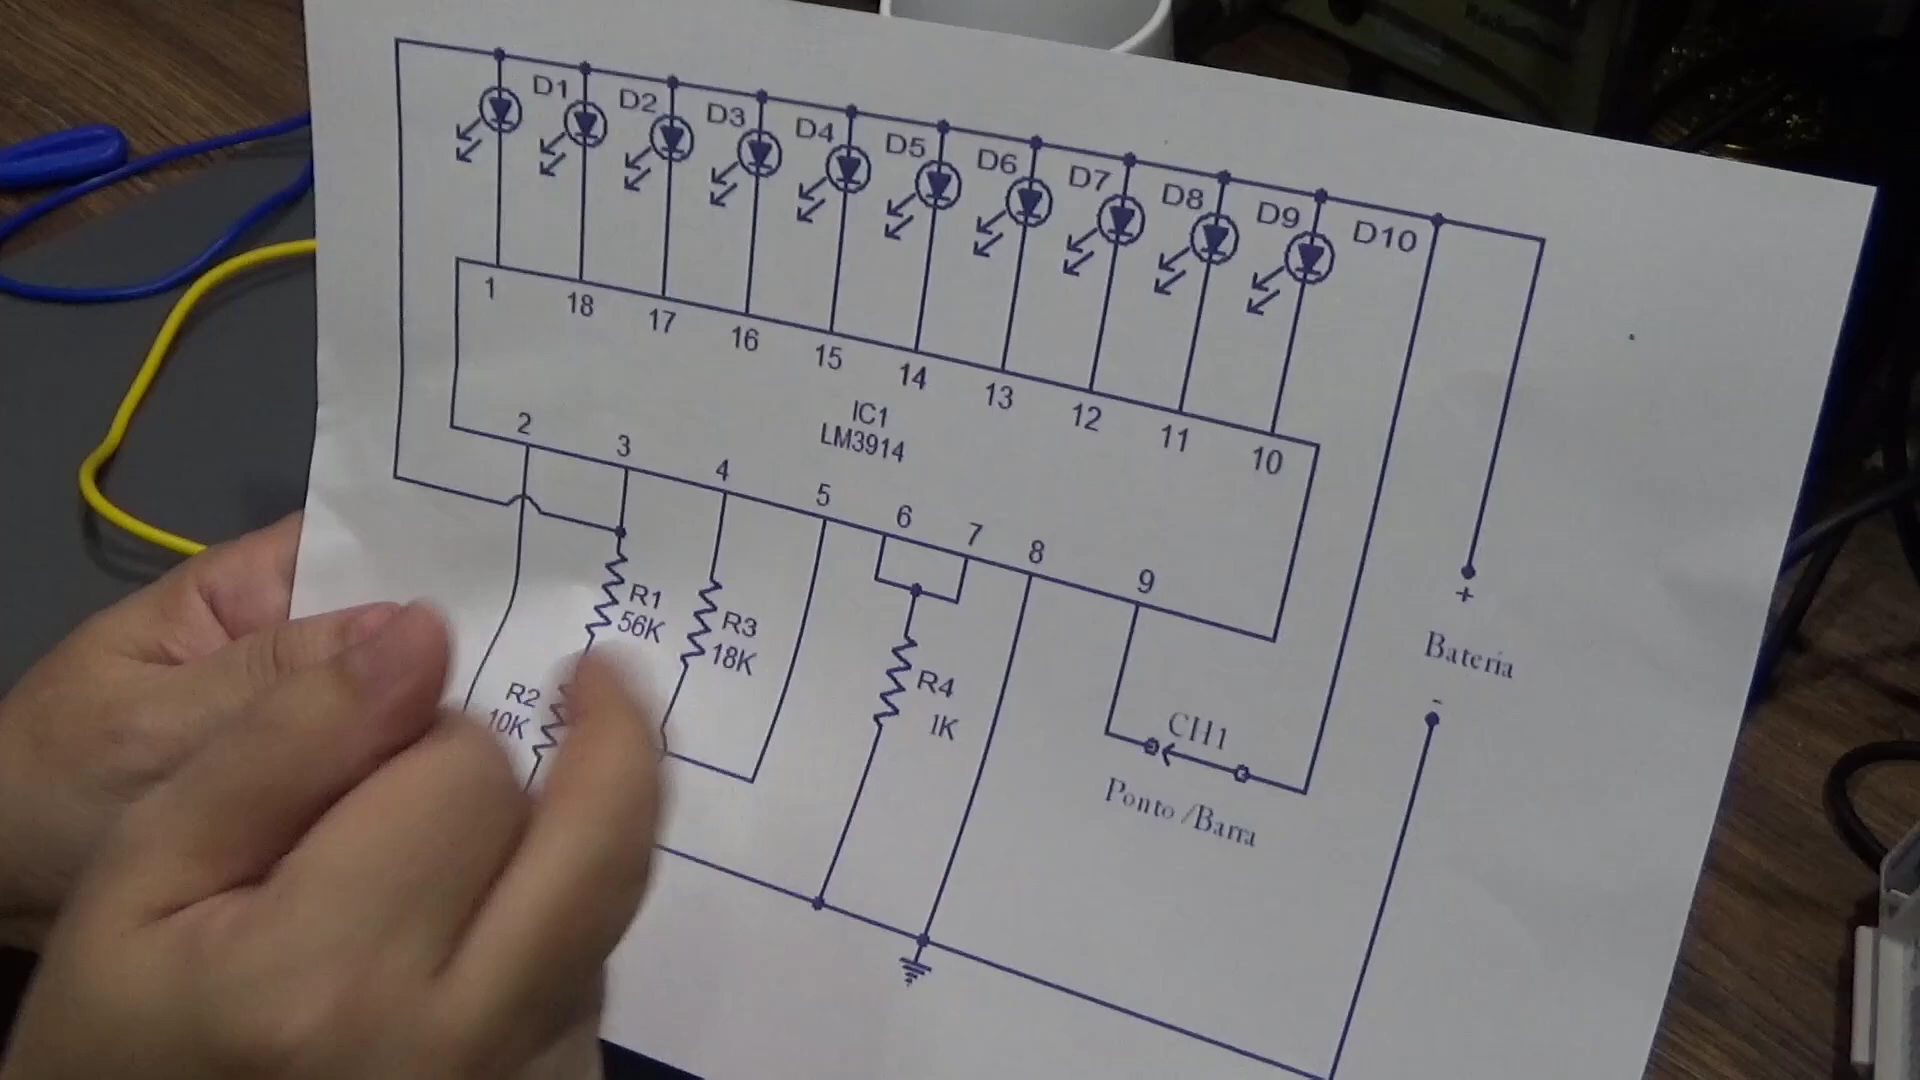 D1
D2
D3
D4
D5
D6
D7
D8
D9
D10
1
18
17
16
15
14
13
12
11
10
IC1
LM3914
2
3
4
5
6
7
8
9
R1
56K
R3
18K
R2
10K
R4
1K
CH1
Ponto /Barra
+
Bateria
-